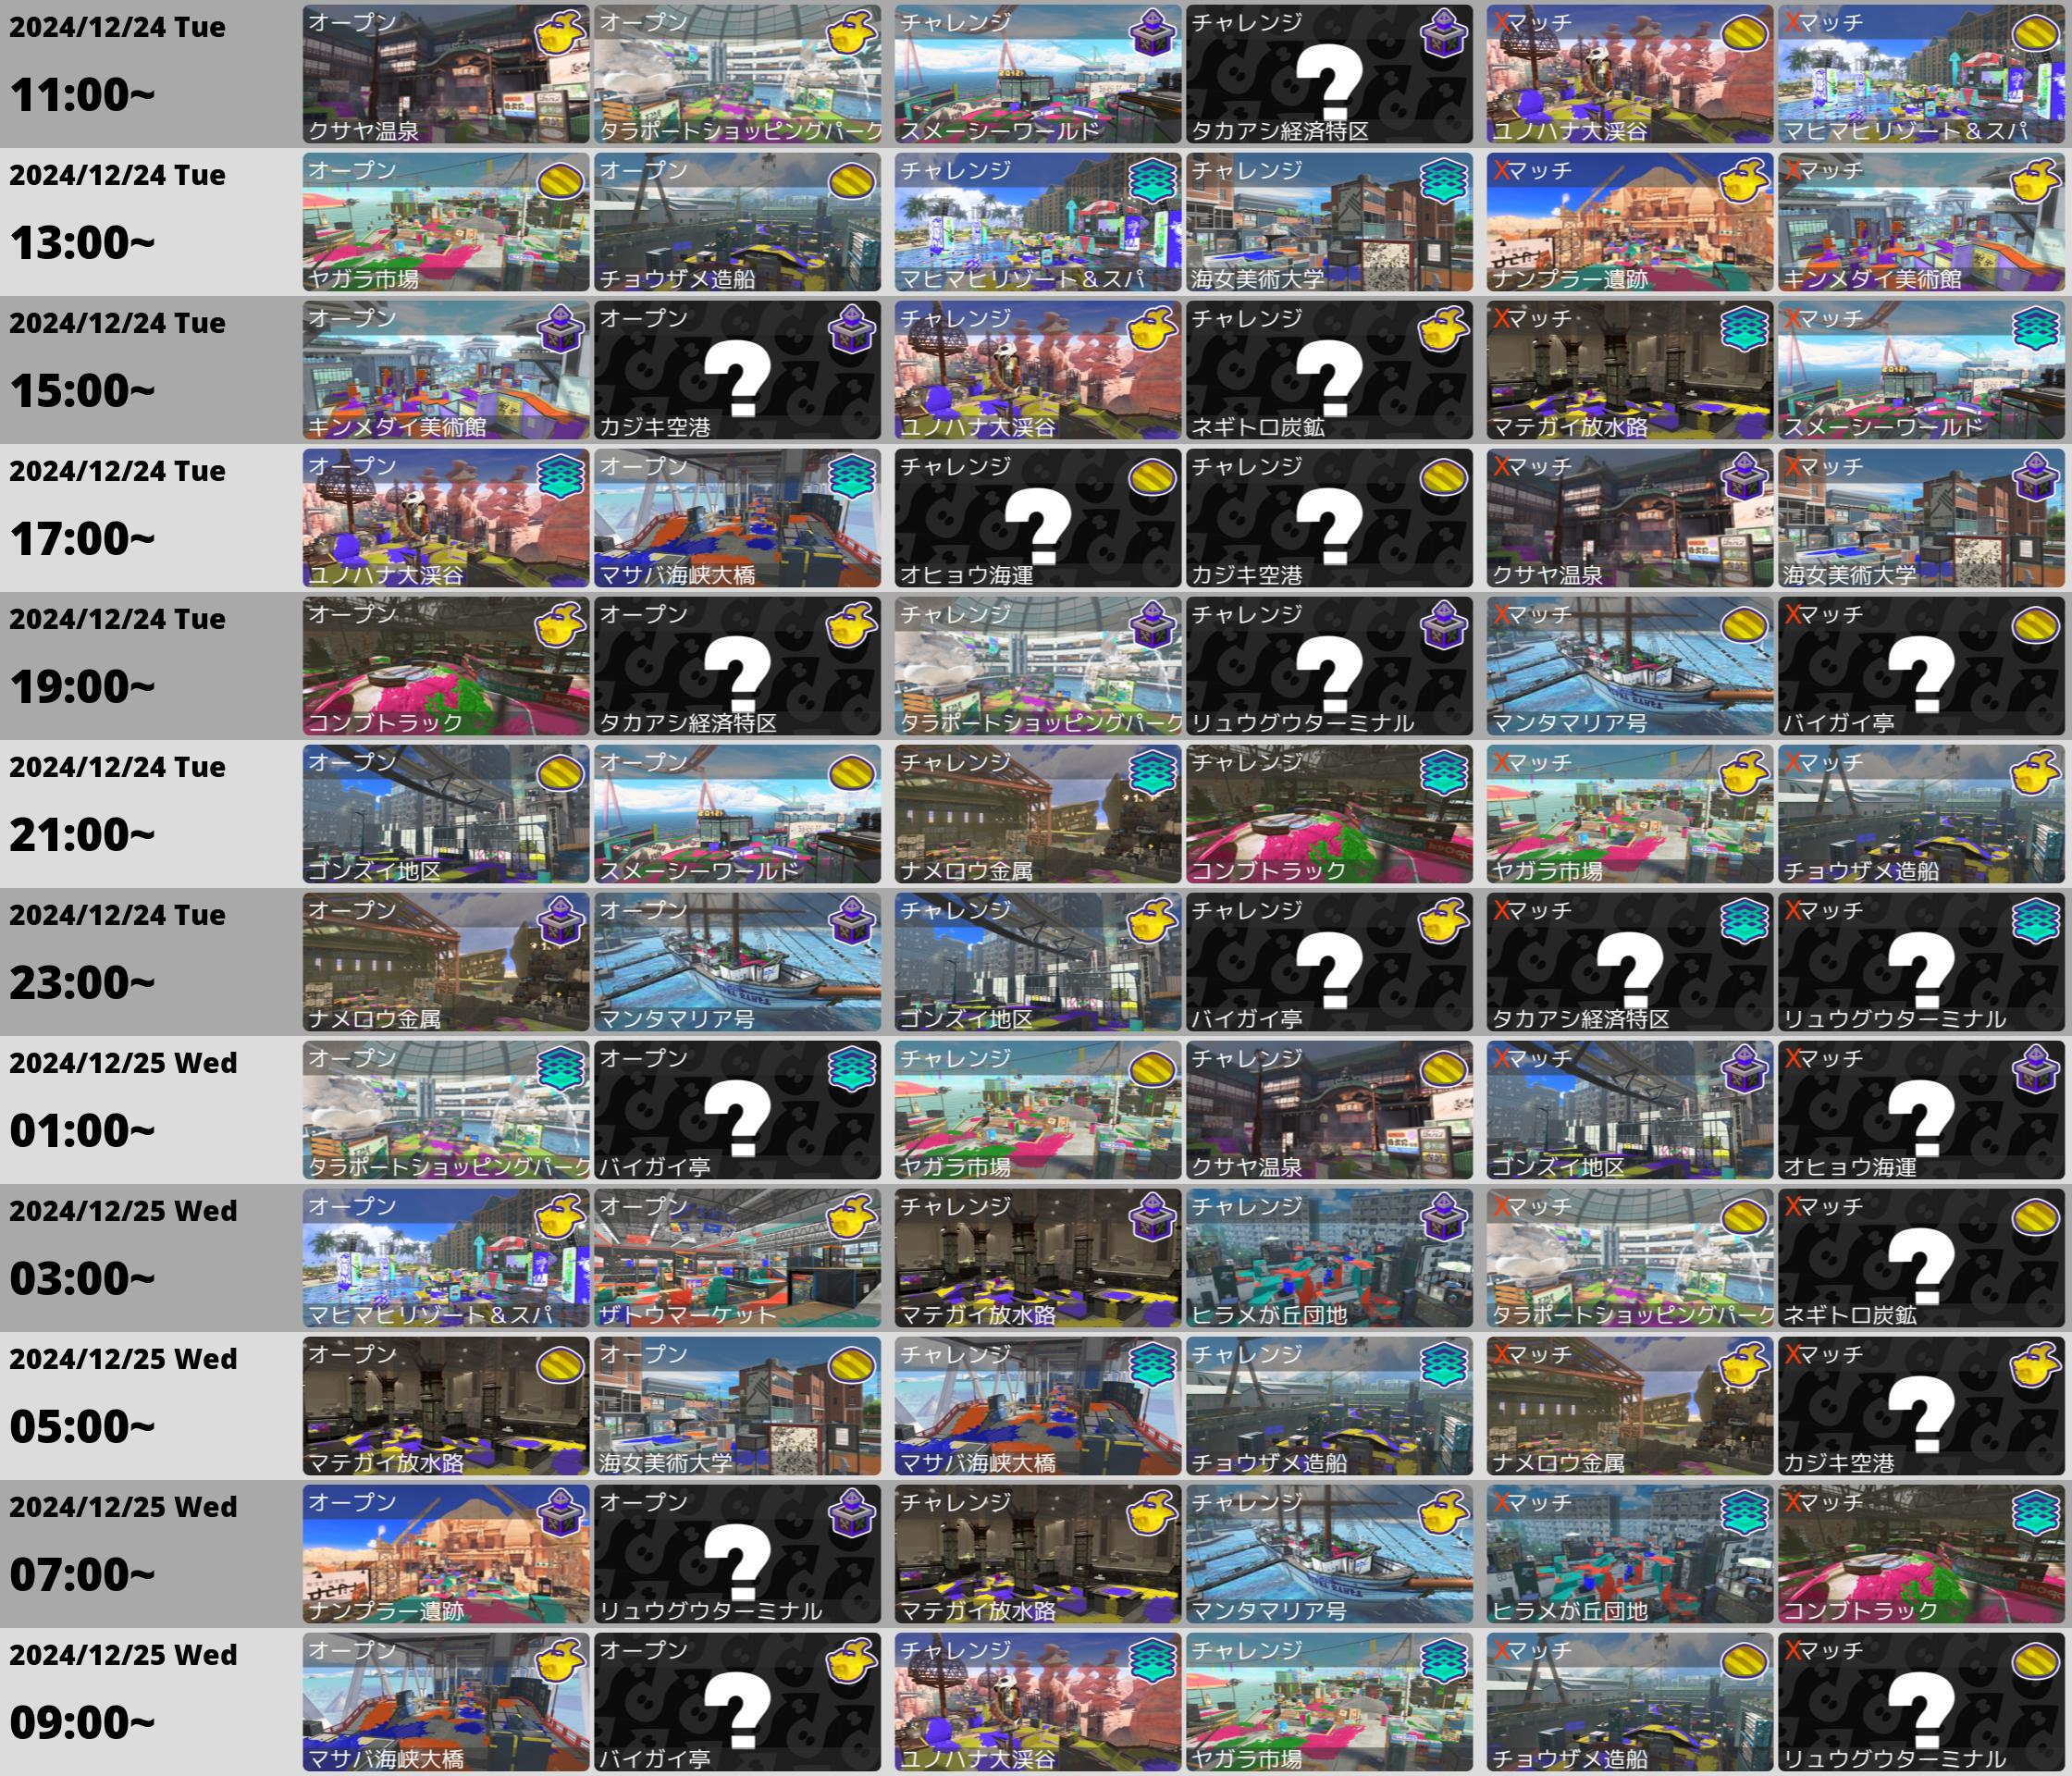 2024/12/24 Tue
11:00~
オープン
クサヤ温泉
オープン
タラポートショッピングパーク
チャレンジ
スメーシーワールド
チャレンジ
タカアシ経済特区
Xマッチ
ユノハナ大渓谷
Xマッチ
マヒマヒリゾート＆スパ
2024/12/24 Tue
13:00~
オープン
ヤガラ市場
オープン
チョウザメ造船
チャレンジ
マヒマヒリゾート＆スパ
チャレンジ
海女美術大学
Xマッチ
ナンプラー遺跡
Xマッチ
キンメダイ美術館
2024/12/24 Tue
15:00~
オープン
キンメダイ美術館
オープン
カジキ空港
チャレンジ
ユノハナ大渓谷
チャレンジ
ネギトロ炭鉱
Xマッチ
マテガイ放水路
Xマッチ
スメーシーワールド
2024/12/24 Tue
17:00~
オープン
ユノハナ大渓谷
オープン
マサバ海峡大橋
チャレンジ
オヒョウ海運
チャレンジ
カジキ空港
Xマッチ
クサヤ温泉
Xマッチ
海女美術大学
2024/12/24 Tue
19:00~
オープン
コンブトラック
オープン
タカアシ経済特区
チャレンジ
タラポートショッピングパーク
チャレンジ
リュウグウターミナル
Xマッチ
マンタマリア号
Xマッチ
バイガイ亭
2024/12/24 Tue
21:00~
オープン
ゴンズイ地区
オープン
スメーシーワールド
チャレンジ
ナメロウ金属
チャレンジ
コンブトラック
Xマッチ
ヤガラ市場
Xマッチ
チョウザメ造船
2024/12/24 Tue
23:00~
オープン
ナメロウ金属
オープン
マンタマリア号
チャレンジ
ゴンズイ地区
チャレンジ
バイガイ亭
Xマッチ
タカアシ経済特区
Xマッチ
リュウグウターミナル
2024/12/25 Wed
01:00~
オープン
タラポートショッピングパーク
オープン
バイガイ亭
チャレンジ
ヤガラ市場
チャレンジ
クサヤ温泉
Xマッチ
ゴンズイ地区
Xマッチ
オヒョウ海運
2024/12/25 Wed
03:00~
オープン
マヒマヒリゾート＆スパ
オープン
ザトウマーケット
チャレンジ
マテガイ放水路
チャレンジ
ヒラメが丘団地
Xマッチ
タラポートショッピングパーク
Xマッチ
ネギトロ炭鉱
2024/12/25 Wed
05:00~
オープン
マテガイ放水路
オープン
海女美術大学
チャレンジ
マサバ海峡大橋
チャレンジ
チョウザメ造船
Xマッチ
ナメロウ金属
Xマッチ
カジキ空港
2024/12/25 Wed
07:00~
オープン
ナンプラー遺跡
オープン
リュウグウターミナル
チャレンジ
マテガイ放水路
チャレンジ
マンタマリア号
Xマッチ
ヒラメが丘団地
Xマッチ
コンブトラック
2024/12/25 Wed
09:00~
オープン
マサバ海峡大橋
オープン
バイガイ亭
チャレンジ
ユノハナ大渓谷
チャレンジ
ヤガラ市場
Xマッチ
チョウザメ造船
Xマッチ
リュウグウターミナル